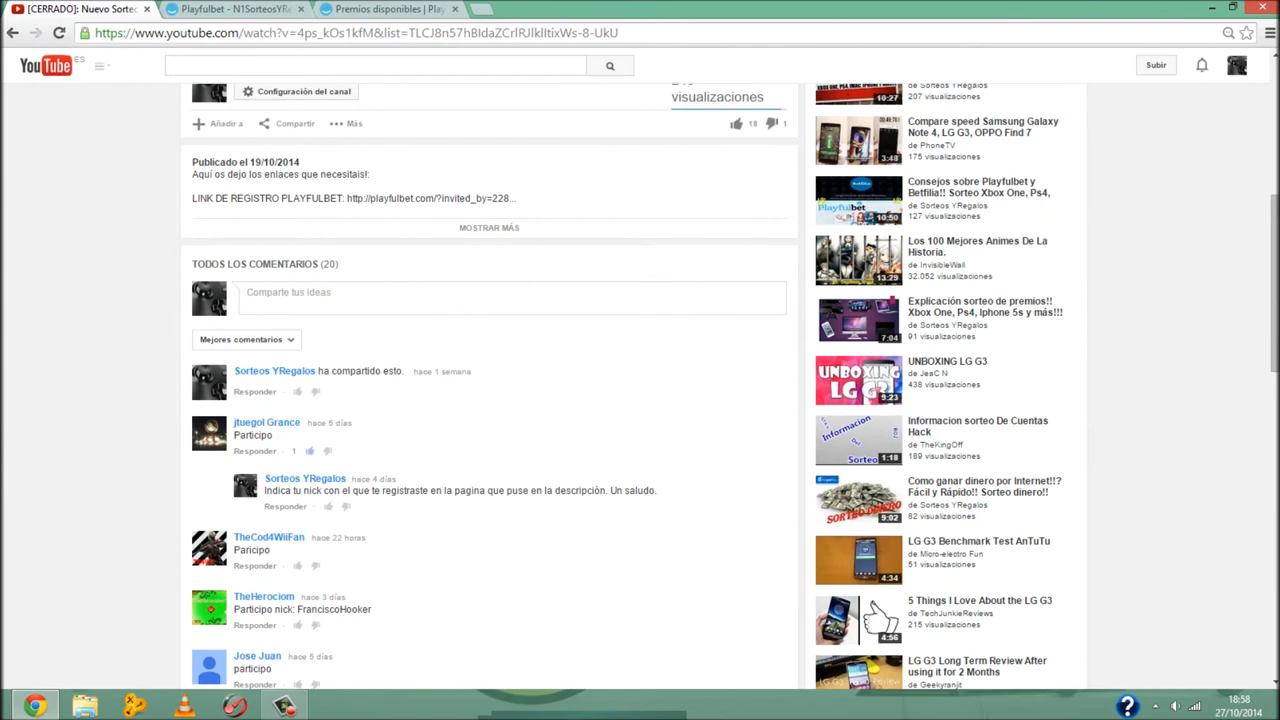 [CERRADO]: Nuevo Sorteo
Playfulbet - N1SorteosYRe
Premios disponibles | Play
https://www.youtube.com/watch?v=4ps_kOs1kfM&list=
YouTube ES
Subir
Configuración del canal
visualizaciones
Añadir a
Compartir
Más
18
1
Publicado el 19/10/2014
Aquí os dejo los enlaces que necesitais!:
LINK DE REGISTRO PLAYFULBET: http://playfulbet.com/?invited_by=228...
MOSTRAR MÁS
TODOS LOS COMENTARIOS (20)
Comparte tus ideas
Mejores comentarios
Sorteos YRegalos ha compartido esto. hace 1 semana
Responder
jtuegol Grance hace 5 días
Participo
Responder · 1
Sorteos YRegalos hace 4 días
Indica tu nick con el que te registraste en la pagina que puse en la descripción. Un saludo.
Responder
TheCod4WiiFan hace 22 horas
Paricipo
Responder
TheHerociom hace 3 días
Participo nick: FranciscoHooker
Responder
Jose Juan hace 5 días
participo
Responder
10:27
de Sorteos YRegalos
207 visualizaciones
3:48
Compare speed Samsung Galaxy
Note 4, LG G3, OPPO Find 7
de PhoneTV
175 visualizaciones
Playfulbet
10:50
Consejos sobre Playfulbet y
Betfilia!! Sorteo Xbox One, Ps4,
de Sorteos YRegalos
127 visualizaciones
13:29
Los 100 Mejores Animes De La
Historia.
de InvisibleWall
32.052 visualizaciones
7:04
Explicación sorteo de premios!!
Xbox One, Ps4, Iphone 5s y más!!!
de Sorteos YRegalos
91 visualizaciones
UNBOXING
LG G3
9:23
UNBOXING LG G3
de JeaC N
438 visualizaciones
Informacion
Sorteo
1:18
Informacion sorteo De Cuentas
Hack
de TheKingOff
189 visualizaciones
SORTEO DINERO
9:02
Como ganar dinero por Internet!!?
Fácil y Rápido!! Sorteo dinero!!
de Sorteos YRegalos
82 visualizaciones
4:34
LG G3 Benchmark Test AnTuTu
de Micro-electro Fun
51 visualizaciones
4:56
5 Things I Love About the LG G3
de TechJunkieReviews
215 visualizaciones
LG G3 Long Term Review After
using it for 2 Months
de Geekyranjit
18:58
27/10/2014